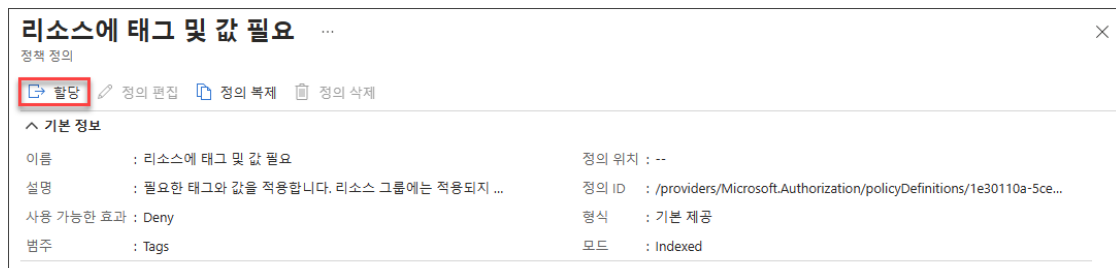 리소스에 태그 및 값 필요 ...
정책 정의
할당 정의 편집 정의 복제 정의 삭제
기본 정보
이름 : 리소스에 태그 및 값 필요 정의 위치 : --
설명 : 필요한 태그와 값을 적용합니다. 리소스 그룹에는 적용되지 ... 정의 ID : /providers/Microsoft.Authorization/policyDefinitions/1e30110a-5ce...
사용 가능한 효과 : Deny 형식 : 기본 제공
범주 : Tags 모드 : Indexed